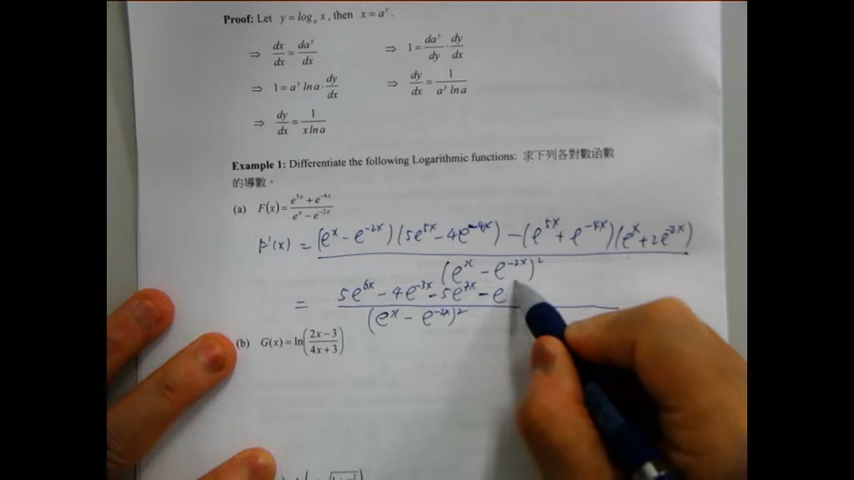 Proof: Let y = logₐ x , then x = a^y .
⇒ dx/dx = da^y/dx ⇒ 1 = da^y/dy · dy/dx
⇒ 1 = a^y ln a · dy/dx ⇒ dy/dx = 1/(a^y ln a)
⇒ dy/dx = 1/(x ln a)
Example 1: Differentiate the following Logarithmic functions: 求下列各對數函數
的導數。
(a) F(x) = (e^{5x} + e^{-4x})/(e^x − e^{-2x})
F'(x) = ((e^x − e^{-2x})(5e^{5x} − 4e^{-4x}) − (e^{5x} + e^{-4x})(e^x + 2e^{-2x}))/(e^x − e^{-2x})^2
= (5e^{6x} − 4e^{-3x} − 5e^{3x} − e)/(e^x − e^{-2x})^2
(b) G(x) = ln((2x − 3)/(4x + 3))